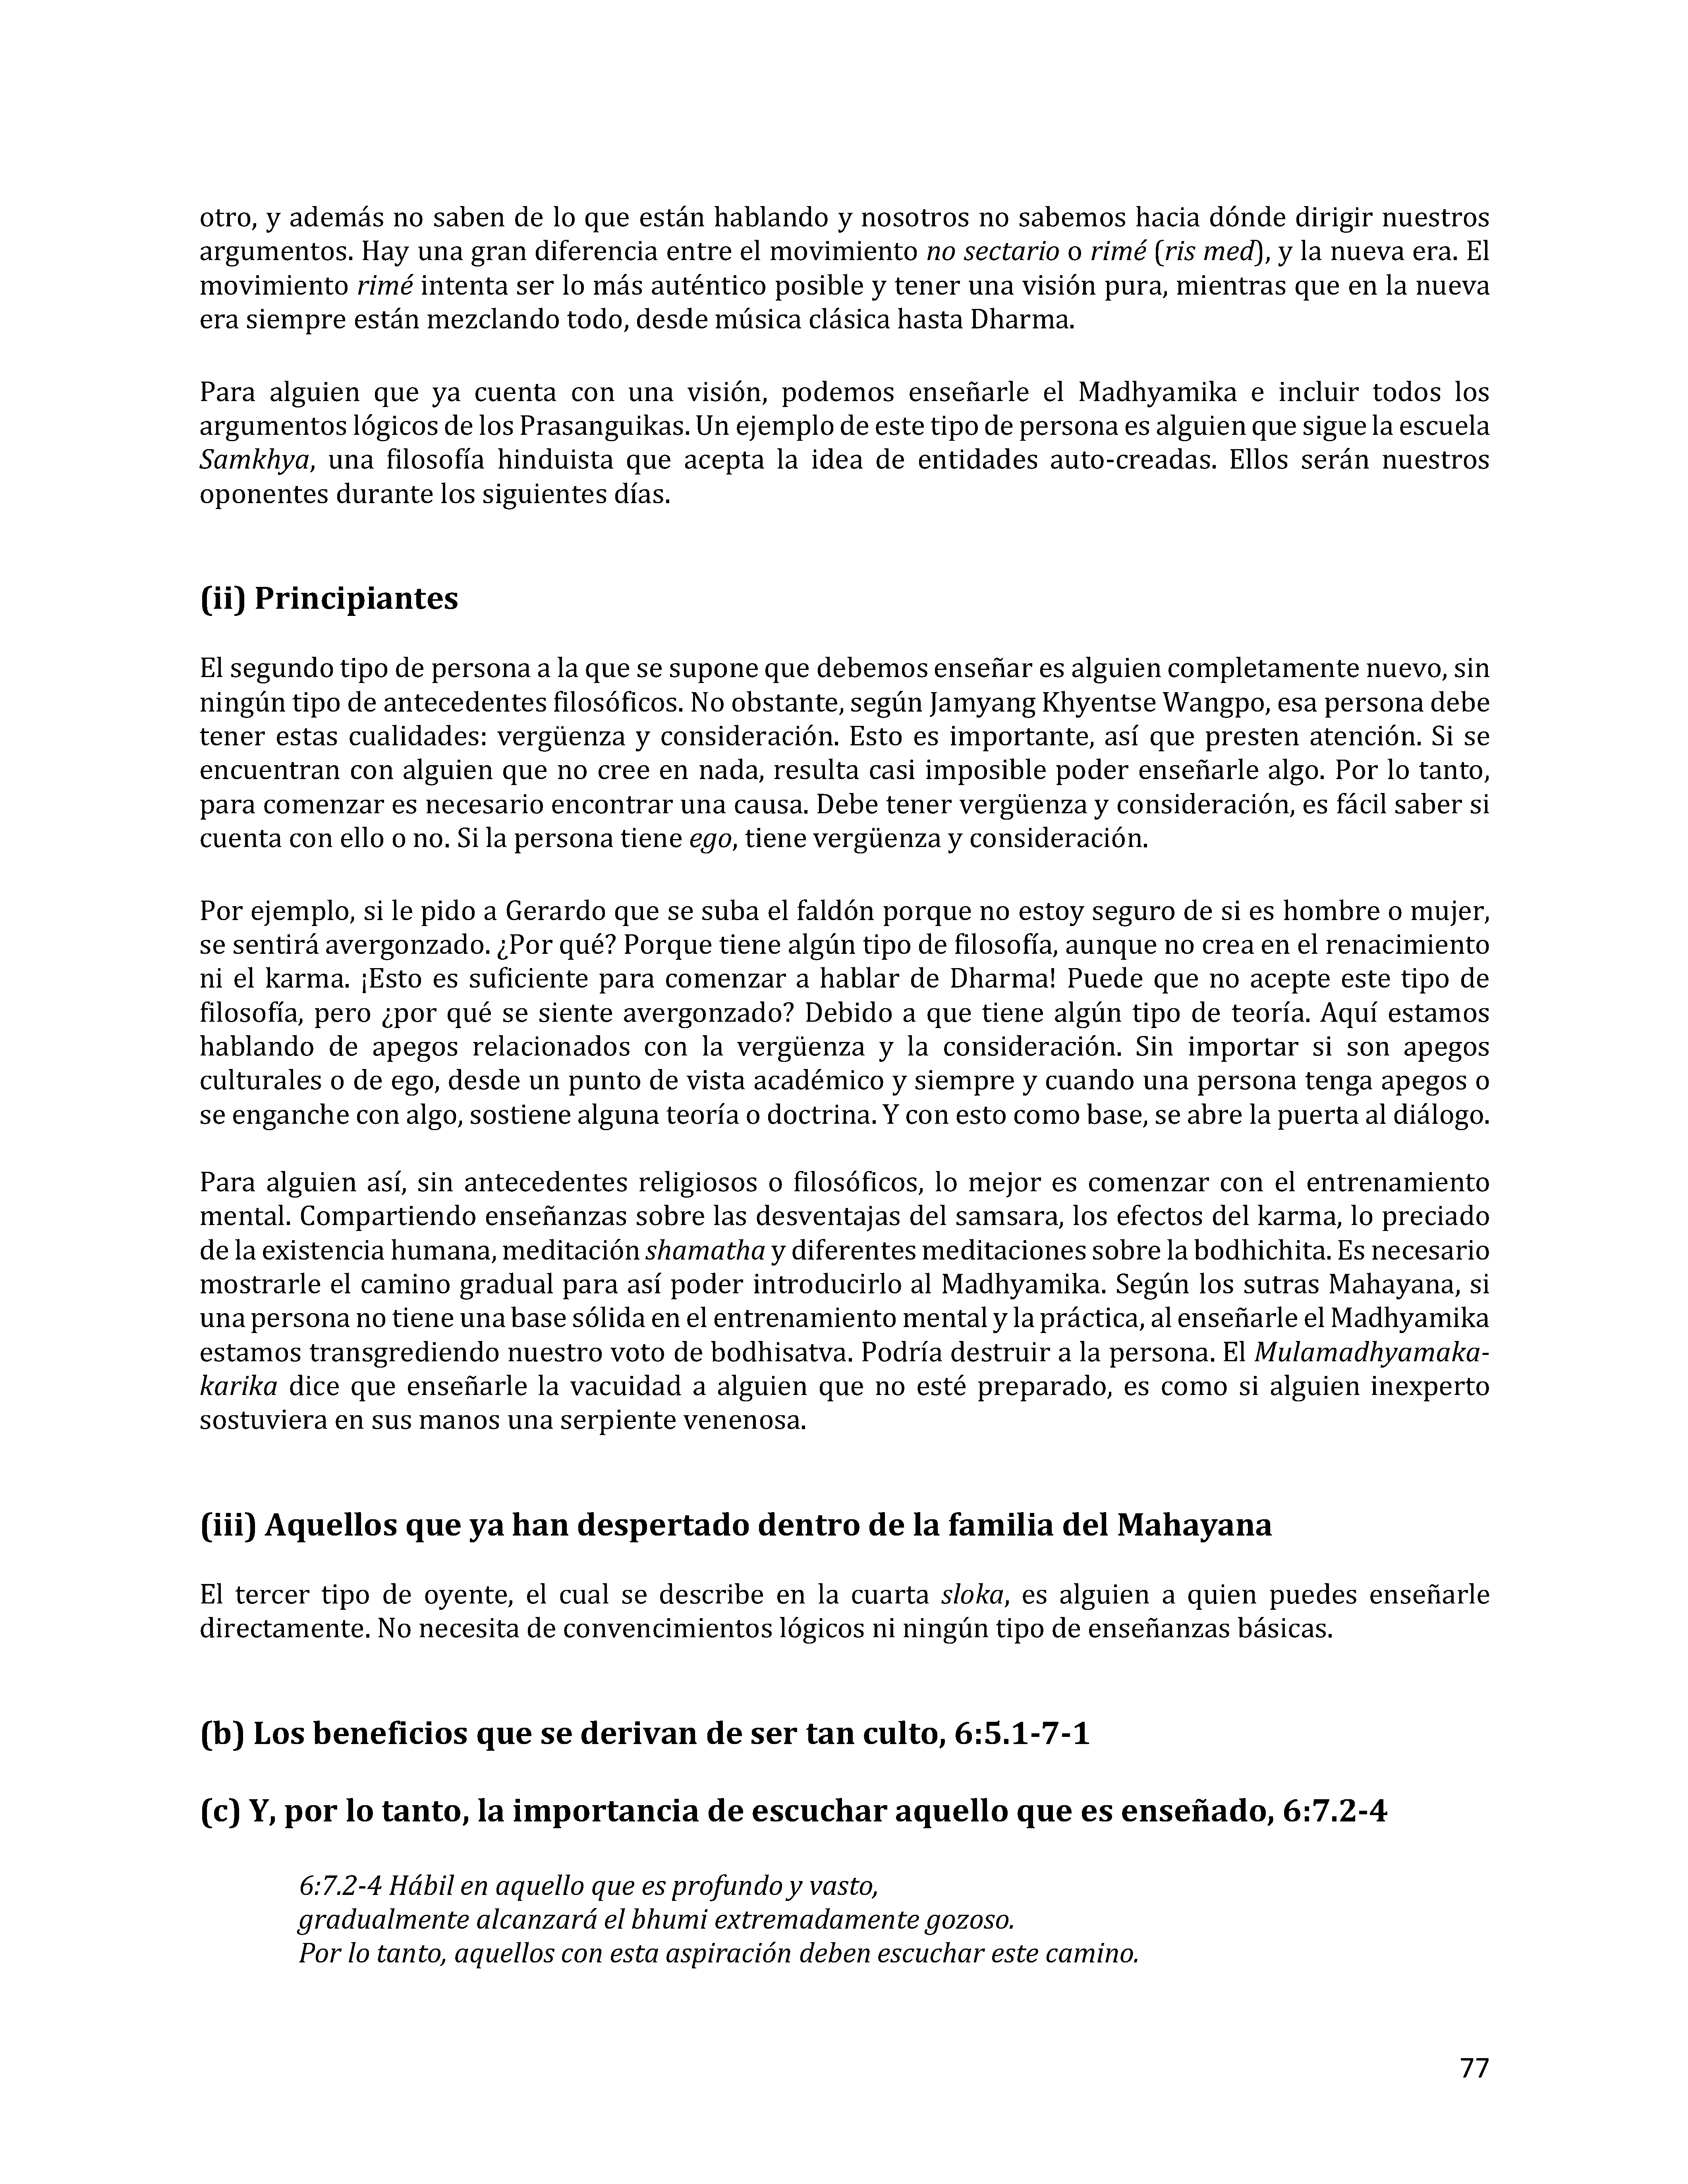 otro, y además no saben de lo que están hablando y nosotros no sabemos hacia dónde dirigir nuestros
argumentos. Hay una gran diferencia entre el movimiento no sectario o rimé (ris med), y la nueva era. El
movimiento rimé intenta ser lo más auténtico posible y tener una visión pura, mientras que en la nueva
era siempre están mezclando todo, desde música clásica hasta Dharma.
Para alguien que ya cuenta con una visión, podemos enseñarle el Madhyamika e incluir todos los
argumentos lógicos de los Prasanguikas. Un ejemplo de este tipo de persona es alguien que sigue la escuela
Samkhya, una filosofía hinduista que acepta la idea de entidades auto-creadas. Ellos serán nuestros
oponentes durante los siguientes días.
(ii) Principiantes
El segundo tipo de persona a la que se supone que debemos enseñar es alguien completamente nuevo, sin
ningún tipo de antecedentes filosóficos. No obstante, según Jamyang Khyentse Wangpo, esa persona debe
tener estas cualidades: vergüenza y consideración. Esto es importante, así que presten atención. Si se
encuentran con alguien que no cree en nada, resulta casi imposible poder enseñarle algo. Por lo tanto,
para comenzar es necesario encontrar una causa. Debe tener vergüenza y consideración, es fácil saber si
cuenta con ello o no. Si la persona tiene ego, tiene vergüenza y consideración.
Por ejemplo, si le pido a Gerardo que se suba el faldón porque no estoy seguro de si es hombre o mujer,
se sentirá avergonzado. ¿Por qué? Porque tiene algún tipo de filosofía, aunque no crea en el renacimiento
ni el karma. ¡Esto es suficiente para comenzar a hablar de Dharma! Puede que no acepte este tipo de
filosofía, pero ¿por qué se siente avergonzado? Debido a que tiene algún tipo de teoría. Aquí estamos
hablando de apegos relacionados con la vergüenza y la consideración. Sin importar si son apegos
culturales o de ego, desde un punto de vista académico y siempre y cuando una persona tenga apegos o
se enganche con algo, sostiene alguna teoría o doctrina. Y con esto como base, se abre la puerta al diálogo.
Para alguien así, sin antecedentes religiosos o filosóficos, lo mejor es comenzar con el entrenamiento
mental. Compartiendo enseñanzas sobre las desventajas del samsara, los efectos del karma, lo preciado
de la existencia humana, meditación shamatha y diferentes meditaciones sobre la bodhichita. Es necesario
mostrarle el camino gradual para así poder introducirlo al Madhyamika. Según los sutras Mahayana, si
una persona no tiene una base sólida en el entrenamiento mental y la práctica, al enseñarle el Madhyamika
estamos transgrediendo nuestro voto de bodhisatva. Podría destruir a la persona. El Mulamadhyamaka-
karika dice que enseñarle la vacuidad a alguien que no esté preparado, es como si alguien inexperto
sostuviera en sus manos una serpiente venenosa.
(iii) Aquellos que ya han despertado dentro de la familia del Mahayana
El tercer tipo de oyente, el cual se describe en la cuarta sloka, es alguien a quien puedes enseñarle
directamente. No necesita de convencimientos lógicos ni ningún tipo de enseñanzas básicas.
(b) Los beneficios que se derivan de ser tan culto, 6:5.1-7-1
(c) Y, por lo tanto, la importancia de escuchar aquello que es enseñado, 6:7.2-4
6:7.2-4 Hábil en aquello que es profundo y vasto,
gradualmente alcanzará el bhumi extremadamente gozoso.
Por lo tanto, aquellos con esta aspiración deben escuchar este camino.
77